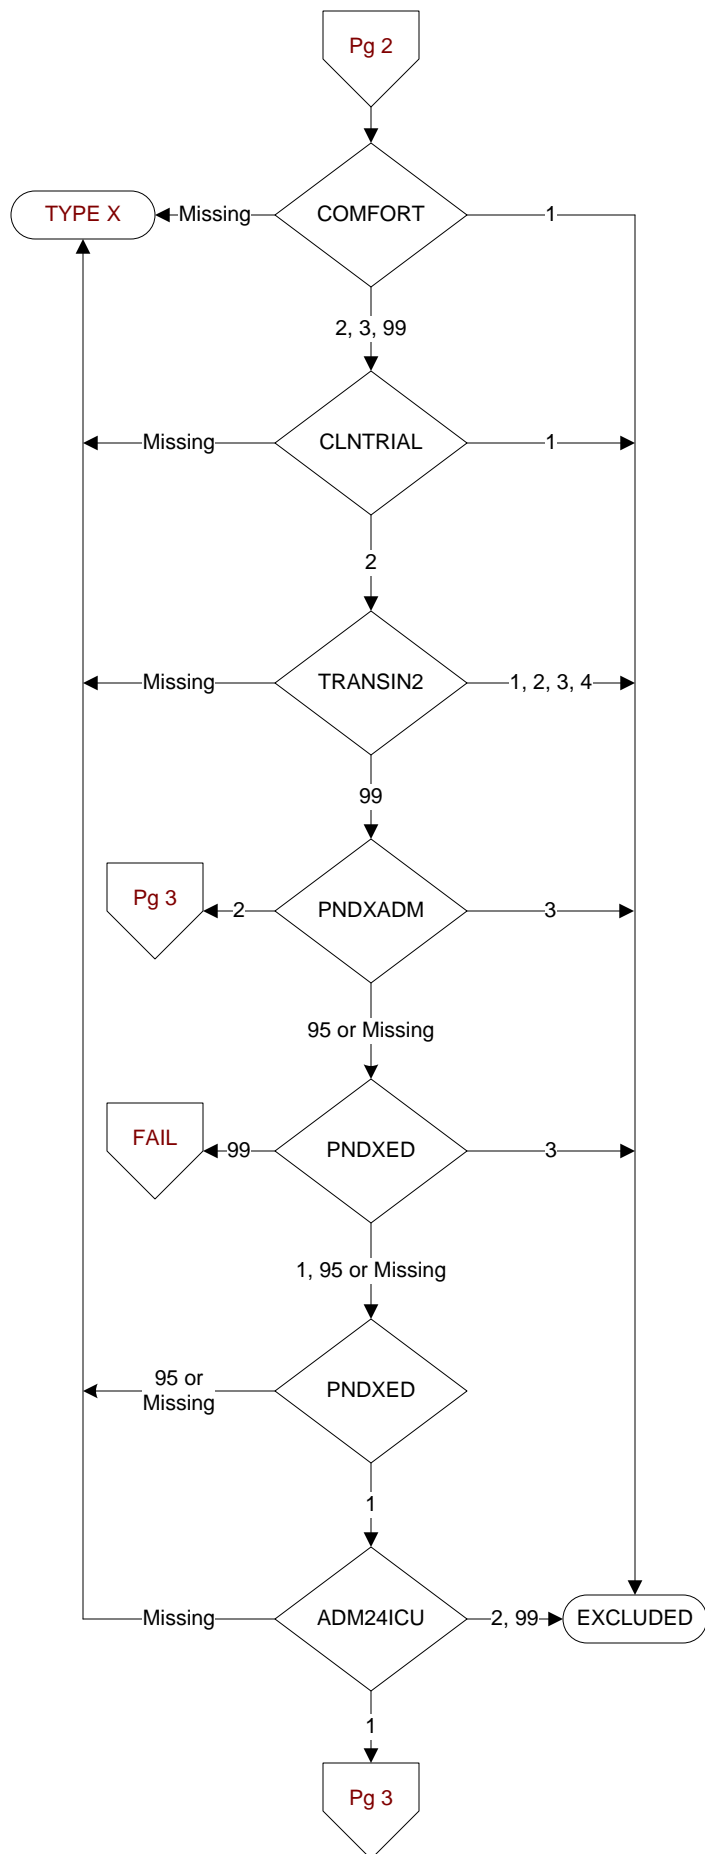 Pg 2
TYPE X
Missing
COMFORT
1
2, 3, 99
Missing
CLNTRIAL
1
2
Missing
TRANSIN2
1, 2, 3, 4
99
Pg 3
2
PNDXADM
3
95 or Missing
FAIL
99
PNDXED
3
1, 95 or Missing
95 or
Missing
PNDXED
1
Missing
ADM24ICU
2, 99
EXCLUDED
1
Pg 3